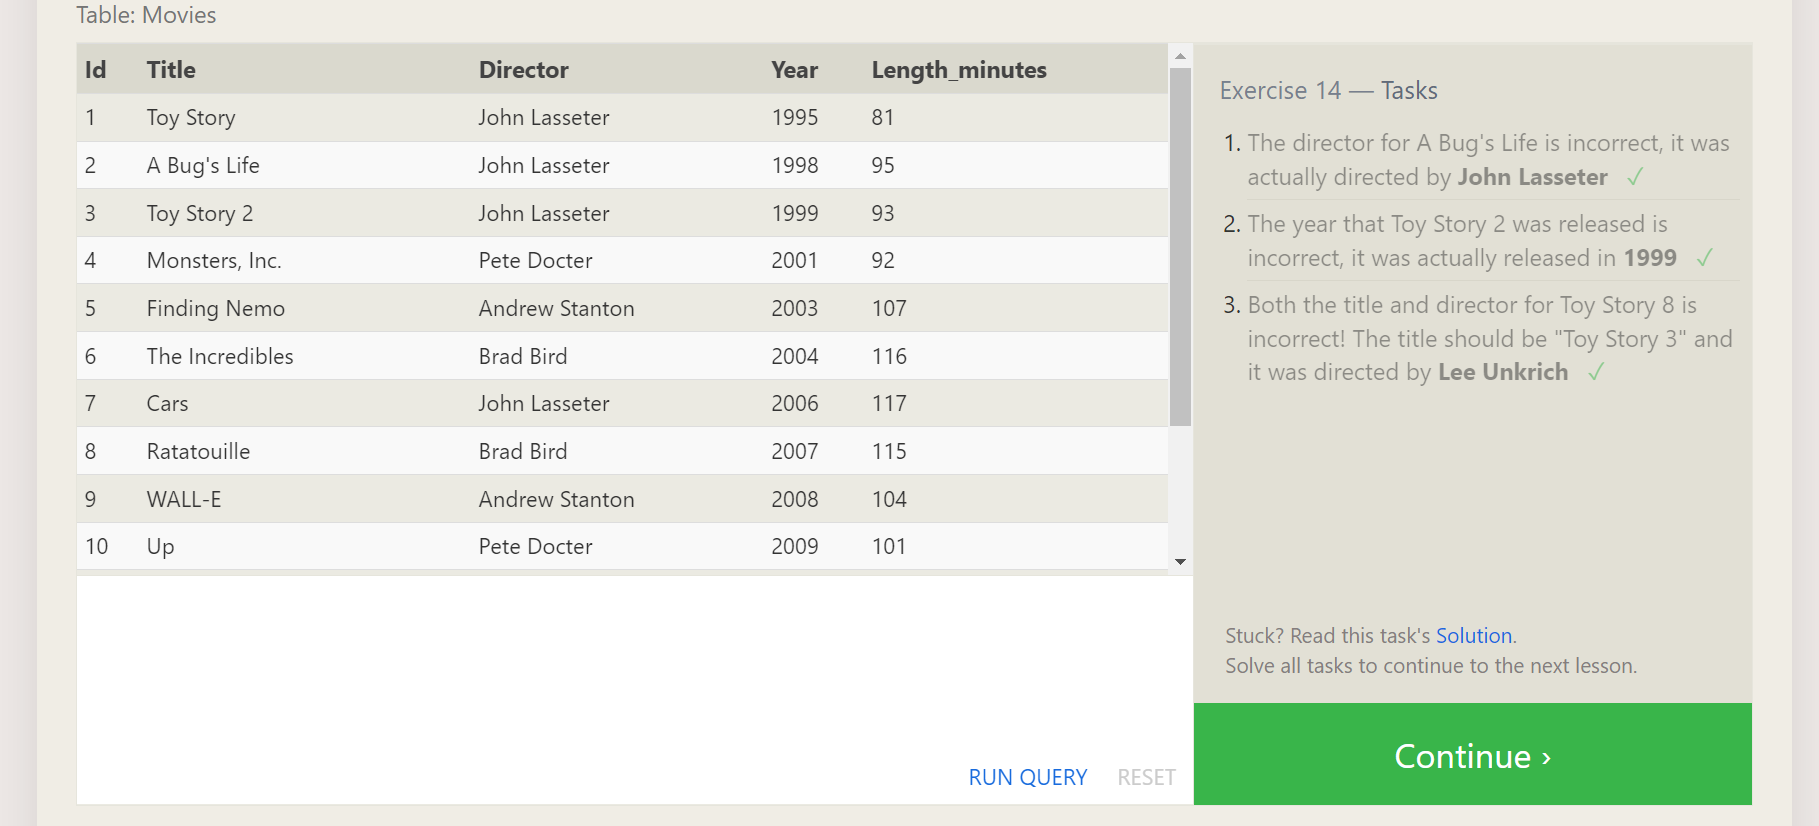 Table: Movies
Id Title Director Year Length_minutes
1 Toy Story John Lasseter 1995 81
2 A Bug's Life John Lasseter 1998 95
3 Toy Story 2 John Lasseter 1999 93
4 Monsters, Inc. Pete Docter 2001 92
5 Finding Nemo Andrew Stanton 2003 107
6 The Incredibles Brad Bird 2004 116
7 Cars John Lasseter 2006 117
8 Ratatouille Brad Bird 2007 115
9 WALL-E Andrew Stanton 2008 104
10 Up Pete Docter 2009 101
RUN QUERY RESET
Exercise 14 — Tasks
1. The director for A Bug's Life is incorrect, it was
actually directed by John Lasseter ✓
2. The year that Toy Story 2 was released is
incorrect, it was actually released in 1999 ✓
3. Both the title and director for Toy Story 8 is
incorrect! The title should be "Toy Story 3" and
it was directed by Lee Unkrich ✓
Stuck? Read this task's Solution.
Solve all tasks to continue to the next lesson.
Continue ›